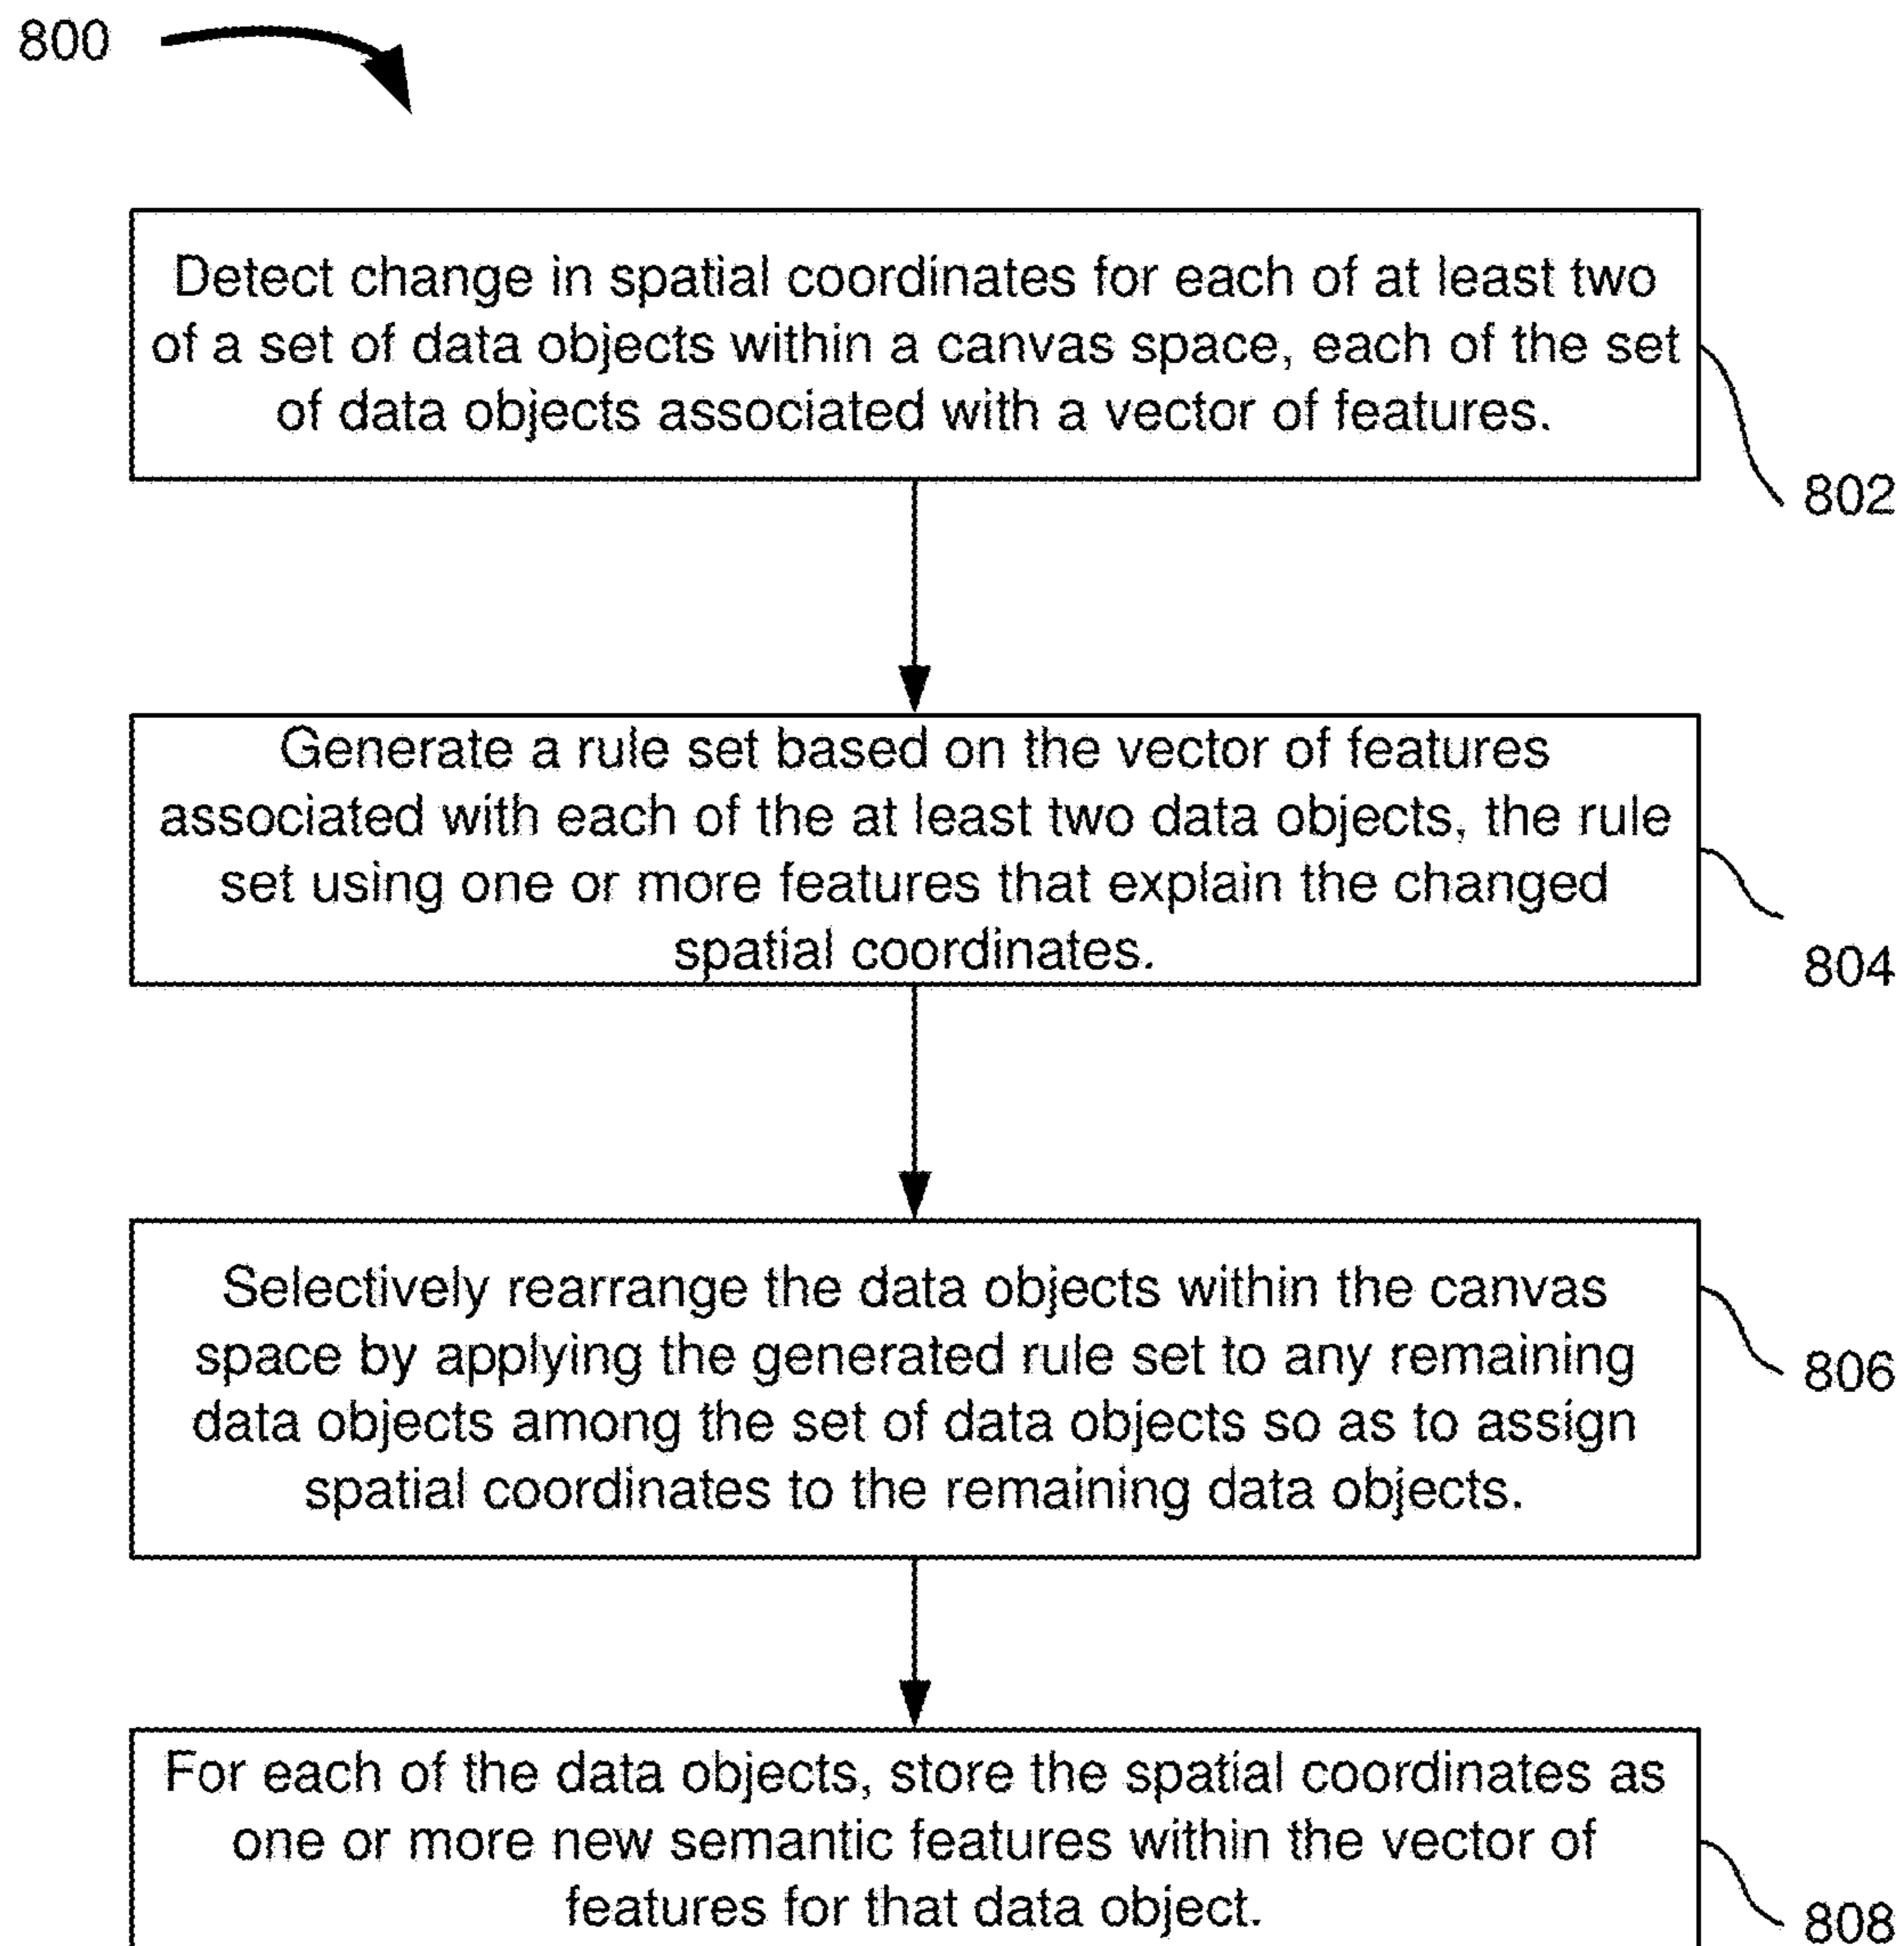 800
Detect change in spatial coordinates for each of at least two
of a set of data objects within a canvas space, each of the set
of data objects associated with a vector of features.
802
Generate a rule set based on the vector of features
associated with each of the at least two data objects, the rule
set using one or more features that explain the changed
spatial coordinates.
804
Selectively rearrange the data objects within the canvas
space by applying the generated rule set to any remaining
data objects among the set of data objects so as to assign
spatial coordinates to the remaining data objects.
806
For each of the data objects, store the spatial coordinates as
one or more new semantic features within the vector of
features for that data object.
808